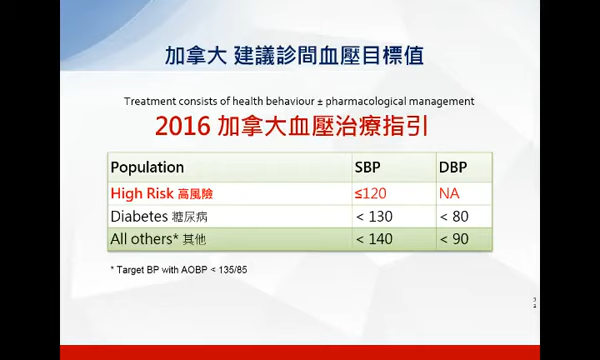 加拿大 建議診間血壓目標值
Treatment consists of health behaviour ± pharmacological management
2016 加拿大血壓治療指引
Population SBP DBP
High Risk 高風險 ≤120 NA
Diabetes 糖尿病 < 130 < 80
All others* 其他 < 140 < 90
* Target BP with AOBP < 135/85